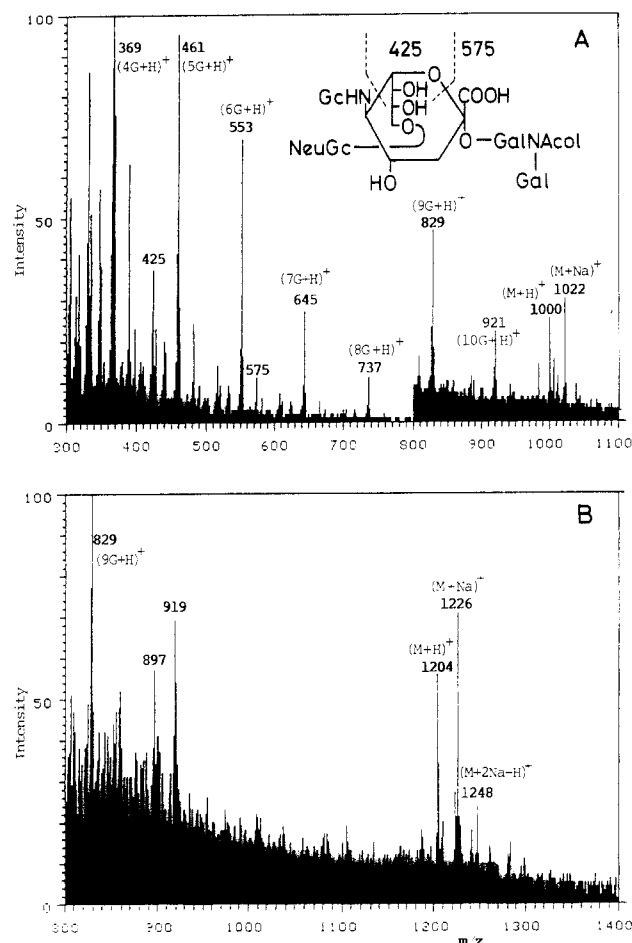 100
A
369
(4G+H)+
461
(5G+H)+
(6G+H)+
553
425
575
O
OH
OH
O
COOH
GcHN
NeuGc
HO
O
GalNAcol
Gal
Intensity
50
425
575
(7G+H)+
645
(8G+H)+
737
(9G+H)+
829
921
(10G+H)+
(M+H)+
1000
(M+Na)+
1022
0
300 400 500 600 700 800 900 1000 1100
100
B
829
(9G+H)+
919
897
Intensity
50
(M+Na)+
1226
(M+H)+
1204
(M+2Na-H)+
1248
0
800 900 1000 1100 1200 1300 1400
m/z